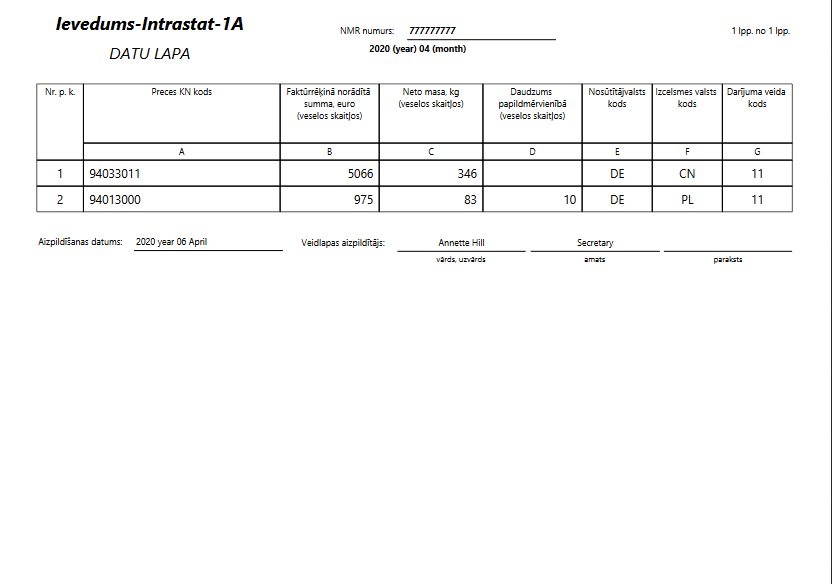 Ievedums-Intrastat-1A
NMR numurs: 777777777
1 lpp. no 1 lpp.
DATU LAPA
2020 (year) 04 (month)
Nr. p. k. Preces KN kods Faktūrrēķinā norādītā summa, euro (veselos skaitļos) Neto masa, kg (veselos skaitļos) Daudzums papildmērvienībā (veselos skaitļos) Nosūtītājvalsts kods Izcelsmes valsts kods Darījuma veida kods
A B C D E F G
1 94033011 5066 346 DE CN 11
2 94013000 975 83 10 DE PL 11
Aizpildīšanas datums: 2020 year 06 April Veidlapas aizpildītājs: Annette Hill Secretary
vārds, uzvārds amats paraksts